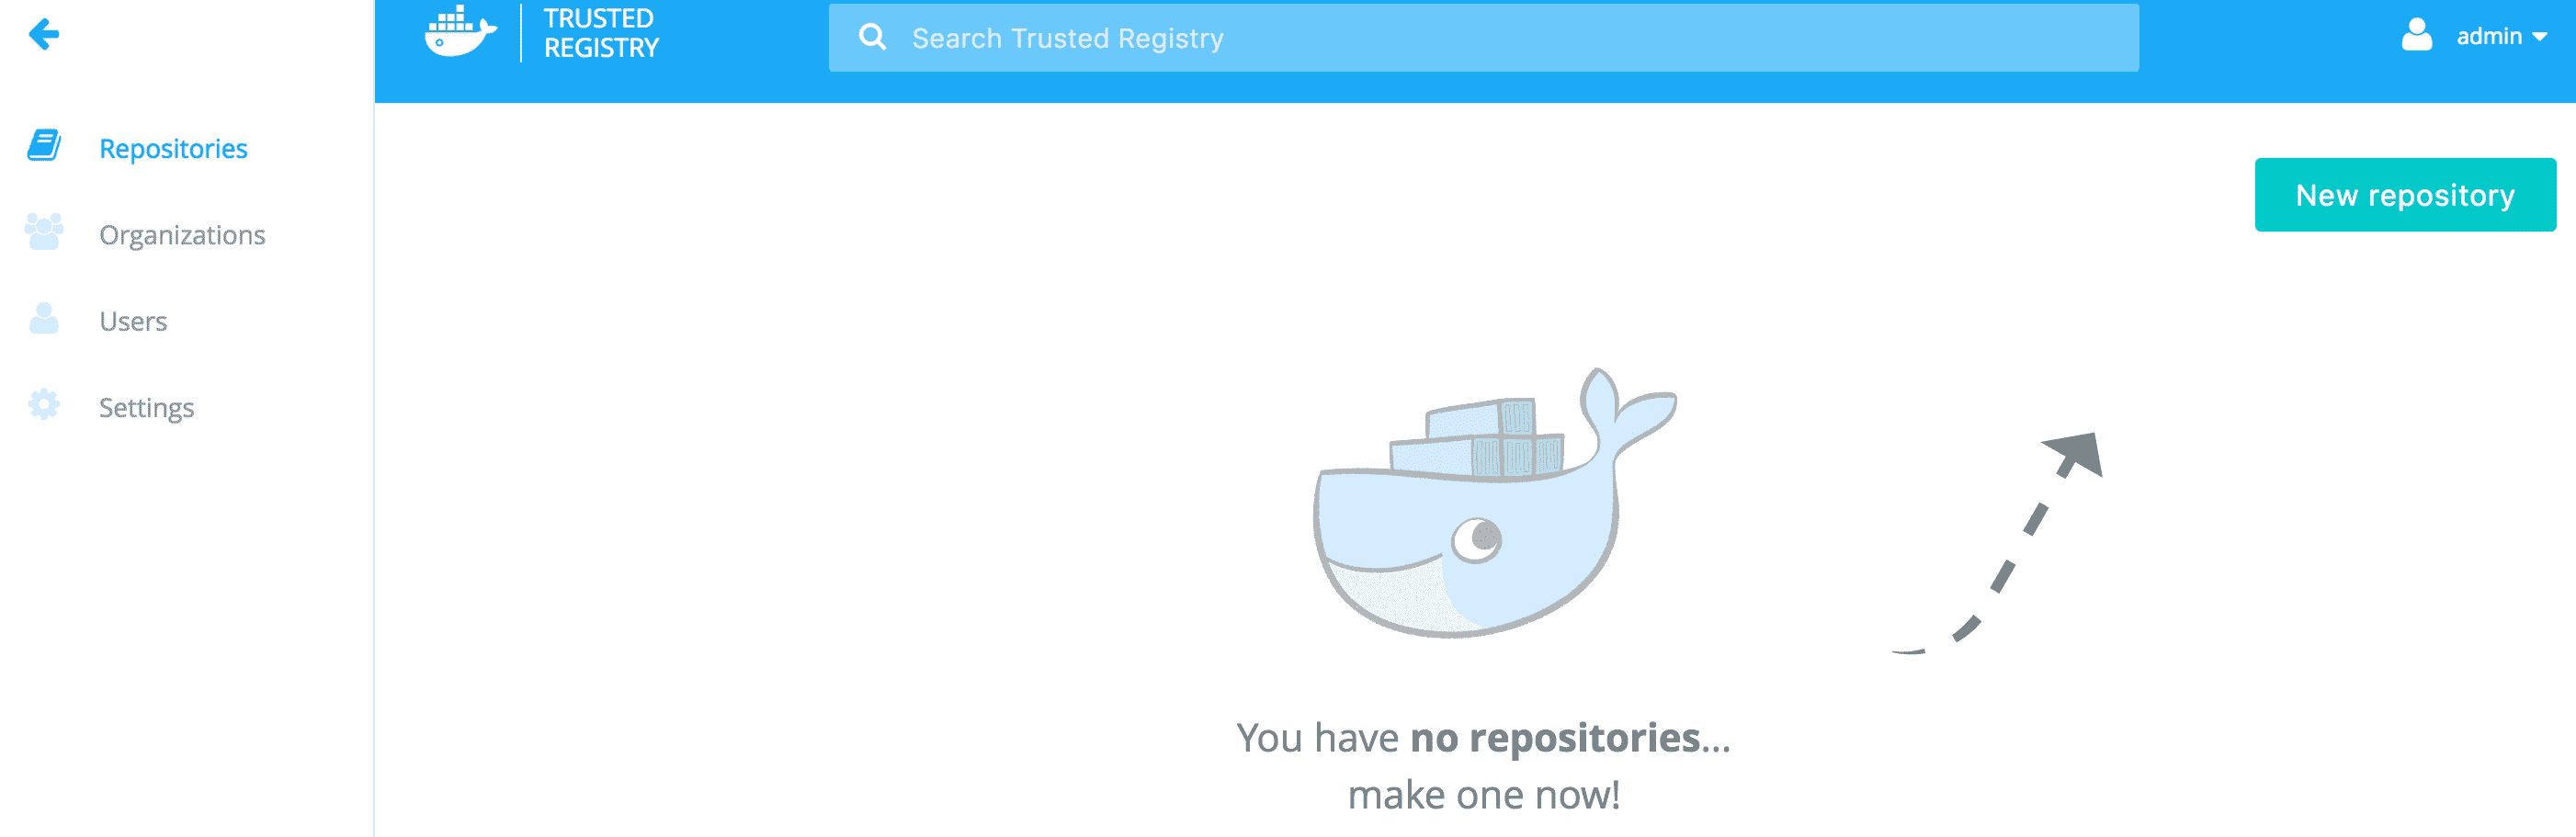 TRUSTED
REGISTRY
Search Trusted Registry
admin
Repositories
Organizations
Users
Settings
New repository
You have no repositories...
make one now!